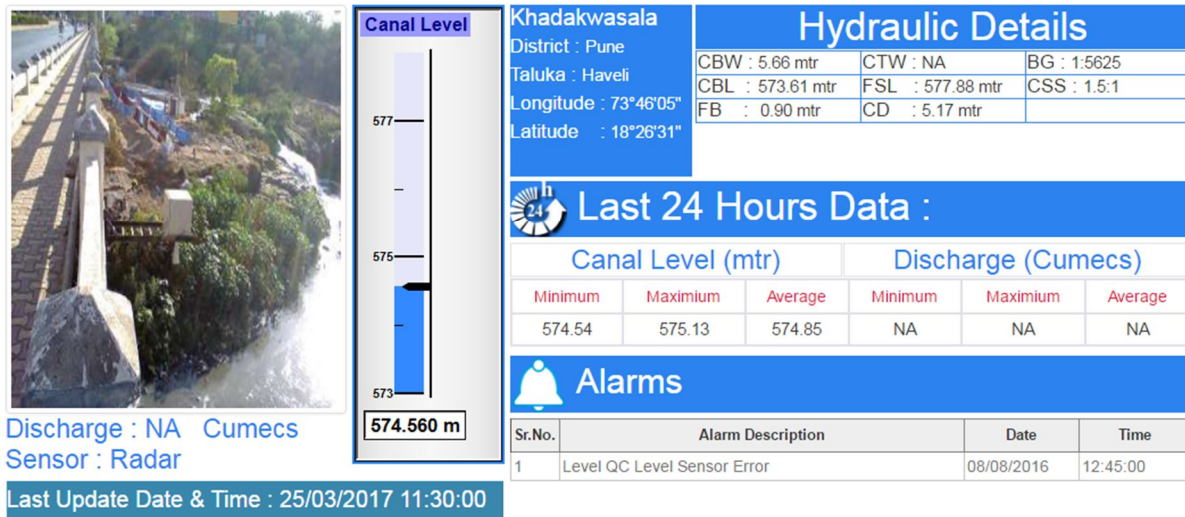 Canal Level
577
575
573
574.560 m
Discharge : NA Cumecs
Sensor : Radar
Last Update Date & Time : 25/03/2017 11:30:00
Khadakwasala
District : Pune
Taluka : Haveli
Longitude : 73°46'05"
Latitude : 18°26'31"
Hydraulic Details
CBW : 5.66 mtr CTW : NA BG : 1:5625
CBL : 573.61 mtr FSL : 577.88 mtr CSS : 1.5:1
FB : 0.90 mtr CD : 5.17 mtr
24 h
Last 24 Hours Data :
Canal Level (mtr) Discharge (Cumecs)
Minimum Maximium Average Minimum Maximium Average
574.54 575.13 574.85 NA NA NA
Alarms
Sr.No. Alarm Description Date Time
1 Level QC Level Sensor Error 08/08/2016 12:45:00